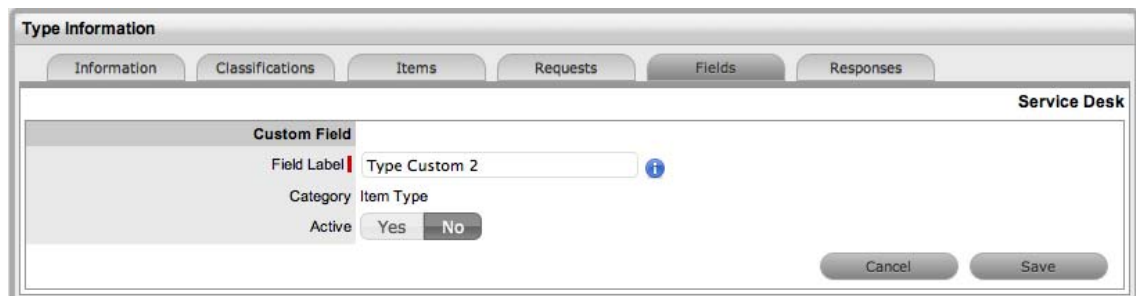 Type Information
Information Classifications Items Requests Fields Responses
Service Desk
Custom Field
Field Label Type Custom 2
Category Item Type
Active Yes No
Cancel Save